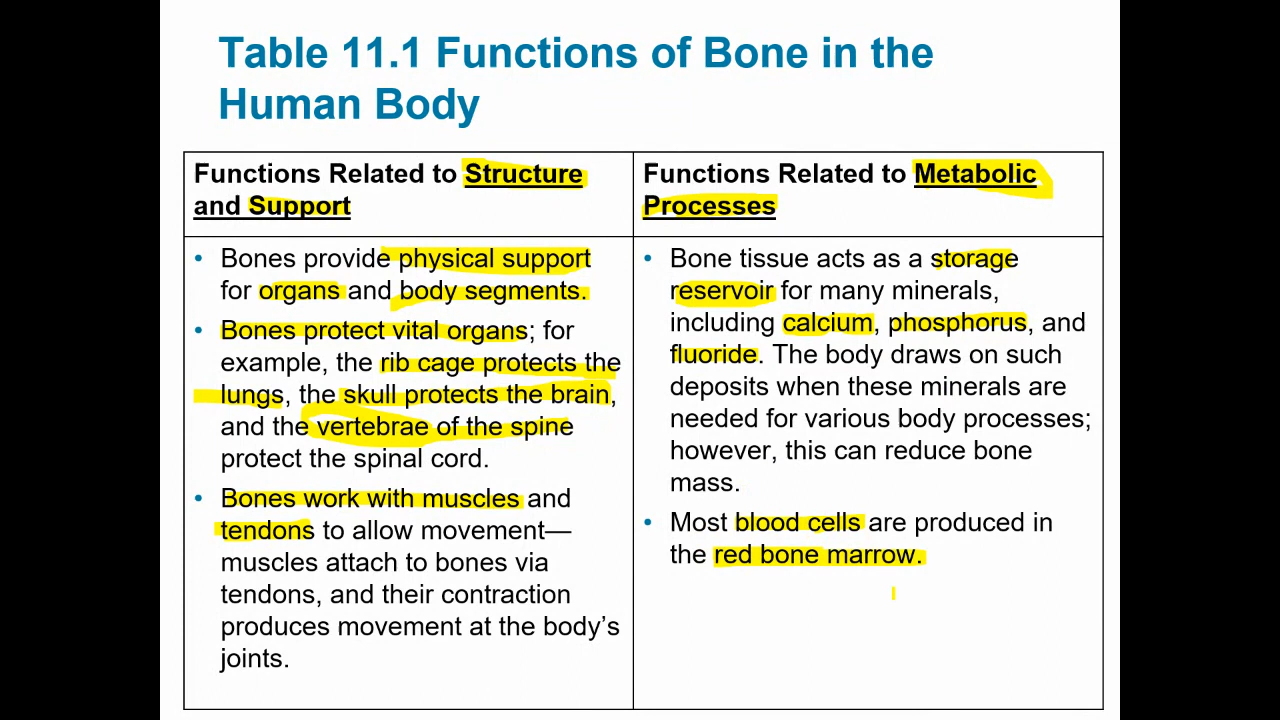 Table 11.1 Functions of Bone in the
Human Body
Functions Related to Structure
and Support
• Bones provide physical support
for organs and body segments.
• Bones protect vital organs; for
example, the rib cage protects the
lungs, the skull protects the brain,
and the vertebrae of the spine
protect the spinal cord.
• Bones work with muscles and
tendons to allow movement—
muscles attach to bones via
tendons, and their contraction
produces movement at the body’s
joints.
Functions Related to Metabolic
Processes
• Bone tissue acts as a storage
reservoir for many minerals,
including calcium, phosphorus, and
fluoride. The body draws on such
deposits when these minerals are
needed for various body processes;
however, this can reduce bone
mass.
• Most blood cells are produced in
the red bone marrow.